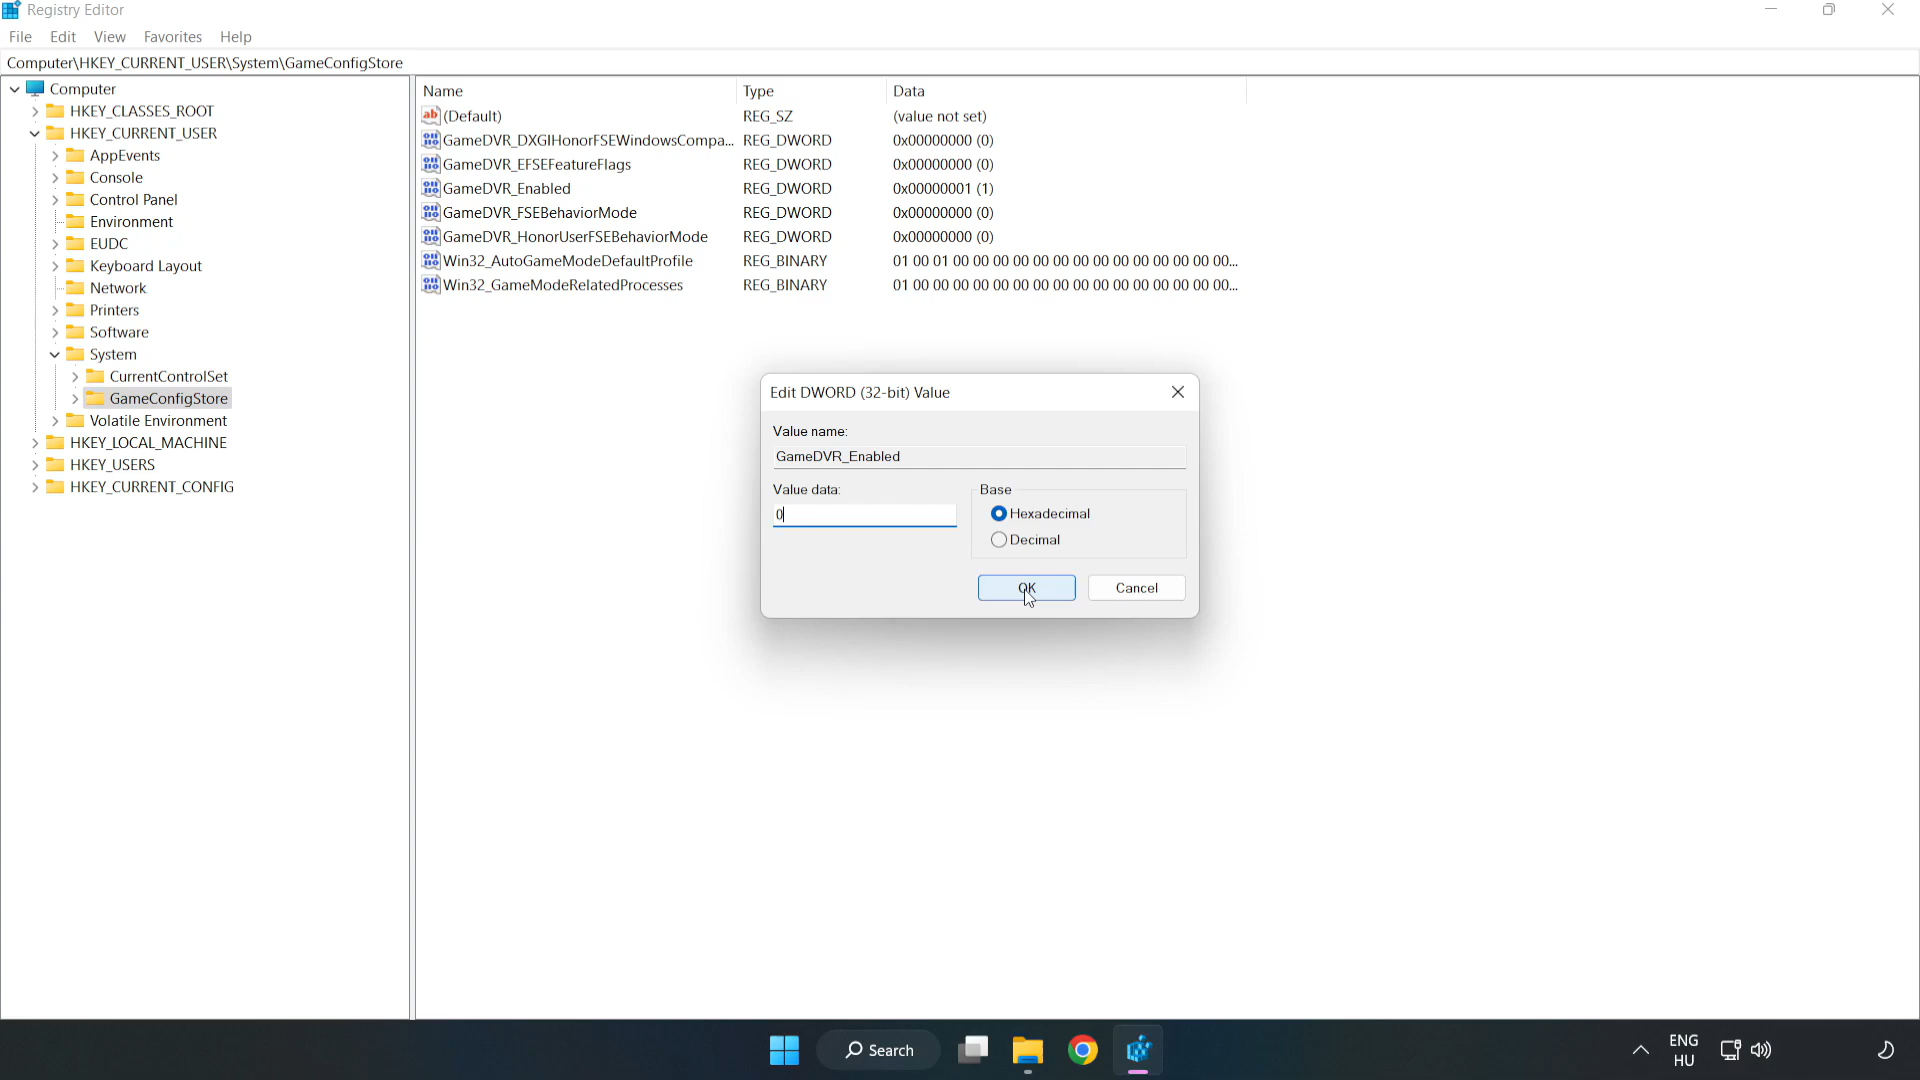 Registry Editor
File Edit View Favorites Help
Computer\HKEY_CURRENT_USER\System\GameConfigStore
Computer
HKEY_CLASSES_ROOT
HKEY_CURRENT_USER
AppEvents
Console
Control Panel
Environment
EUDC
Keyboard Layout
Network
Printers
Software
System
CurrentControlSet
GameConfigStore
Volatile Environment
HKEY_LOCAL_MACHINE
HKEY_USERS
HKEY_CURRENT_CONFIG
Name Type Data
(Default) REG_SZ (value not set)
GameDVR_DXGIHonorFSEWindowsCompa... REG_DWORD 0x00000000 (0)
GameDVR_EFSEFeatureFlags REG_DWORD 0x00000000 (0)
GameDVR_Enabled REG_DWORD 0x00000001 (1)
GameDVR_FSEBehaviorMode REG_DWORD 0x00000000 (0)
GameDVR_HonorUserFSEBehaviorMode REG_DWORD 0x00000000 (0)
Win32_AutoGameModeDefaultProfile REG_BINARY 01 00 01 00 00 00 00 00 00 00 00 00 00 00 00 00 00...
Win32_GameModeRelatedProcesses REG_BINARY 01 00 00 00 00 00 00 00 00 00 00 00 00 00 00 00 00...
Edit DWORD (32-bit) Value
Value name:
GameDVR_Enabled
Value data:
0
Base
Hexadecimal
Decimal
OK Cancel
Search
ENG
HU